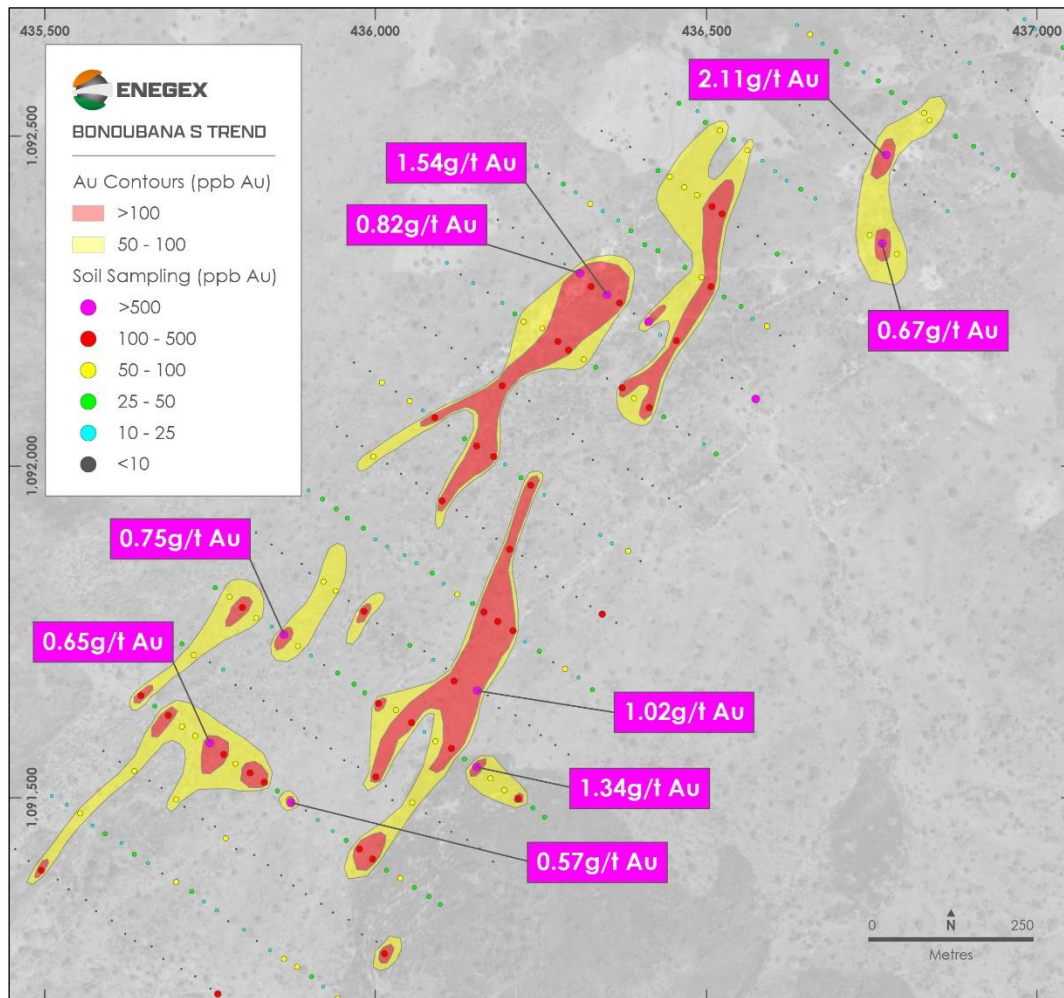 435,500
436,000
436,500
437,000
1,092,500
1,092,000
1,091,500
ENEGEX
BONOUBANA S TREND
Au Contours (ppb Au)
>100
50 - 100
Soil Sampling (ppb Au)
>500
100 - 500
50 - 100
25 - 50
10 - 25
<10
2.11g/t Au
1.54g/t Au
0.82g/t Au
0.67g/t Au
0.75g/t Au
0.65g/t Au
1.02g/t Au
1.34g/t Au
0.57g/t Au
0
N
250
Metres